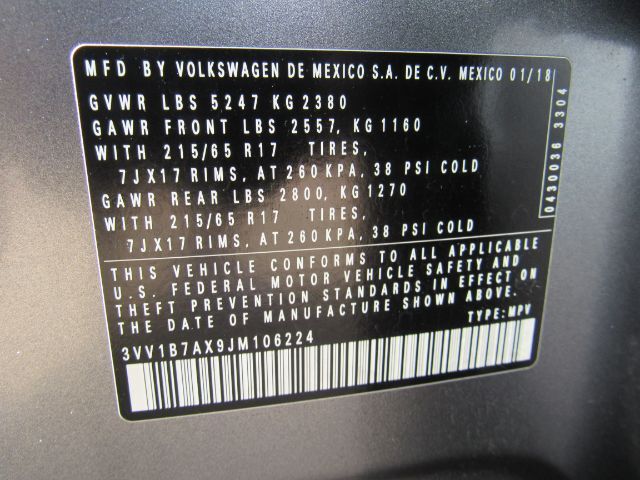 MFD BY VOLKSWAGEN DE MEXICO S.A. DE C.V. MEXICO 01/18
GVWR LBS 5247 KG 2380
GAWR FRONT LBS 2557, KG 1160
WITH 215/65 R17 TIRES,
7JX17 RIMS, AT 260 KPA, 38 PSI COLD
GAWR REAR LBS 2800, KG 1270
WITH 215/65 R17 TIRES,
7JX17 RIMS, AT 260 KPA, 38 PSI COLD
THIS VEHICLE CONFORMS TO ALL APPLICABLE
U.S. FEDERAL MOTOR VEHICLE SAFETY AND
THEFT PREVENTION STANDARDS IN EFFECT ON
THE DATE OF MANUFACTURE SHOWN ABOVE.
3VV1B7AX9JM106224
TYPE: MPV
0430036 3304